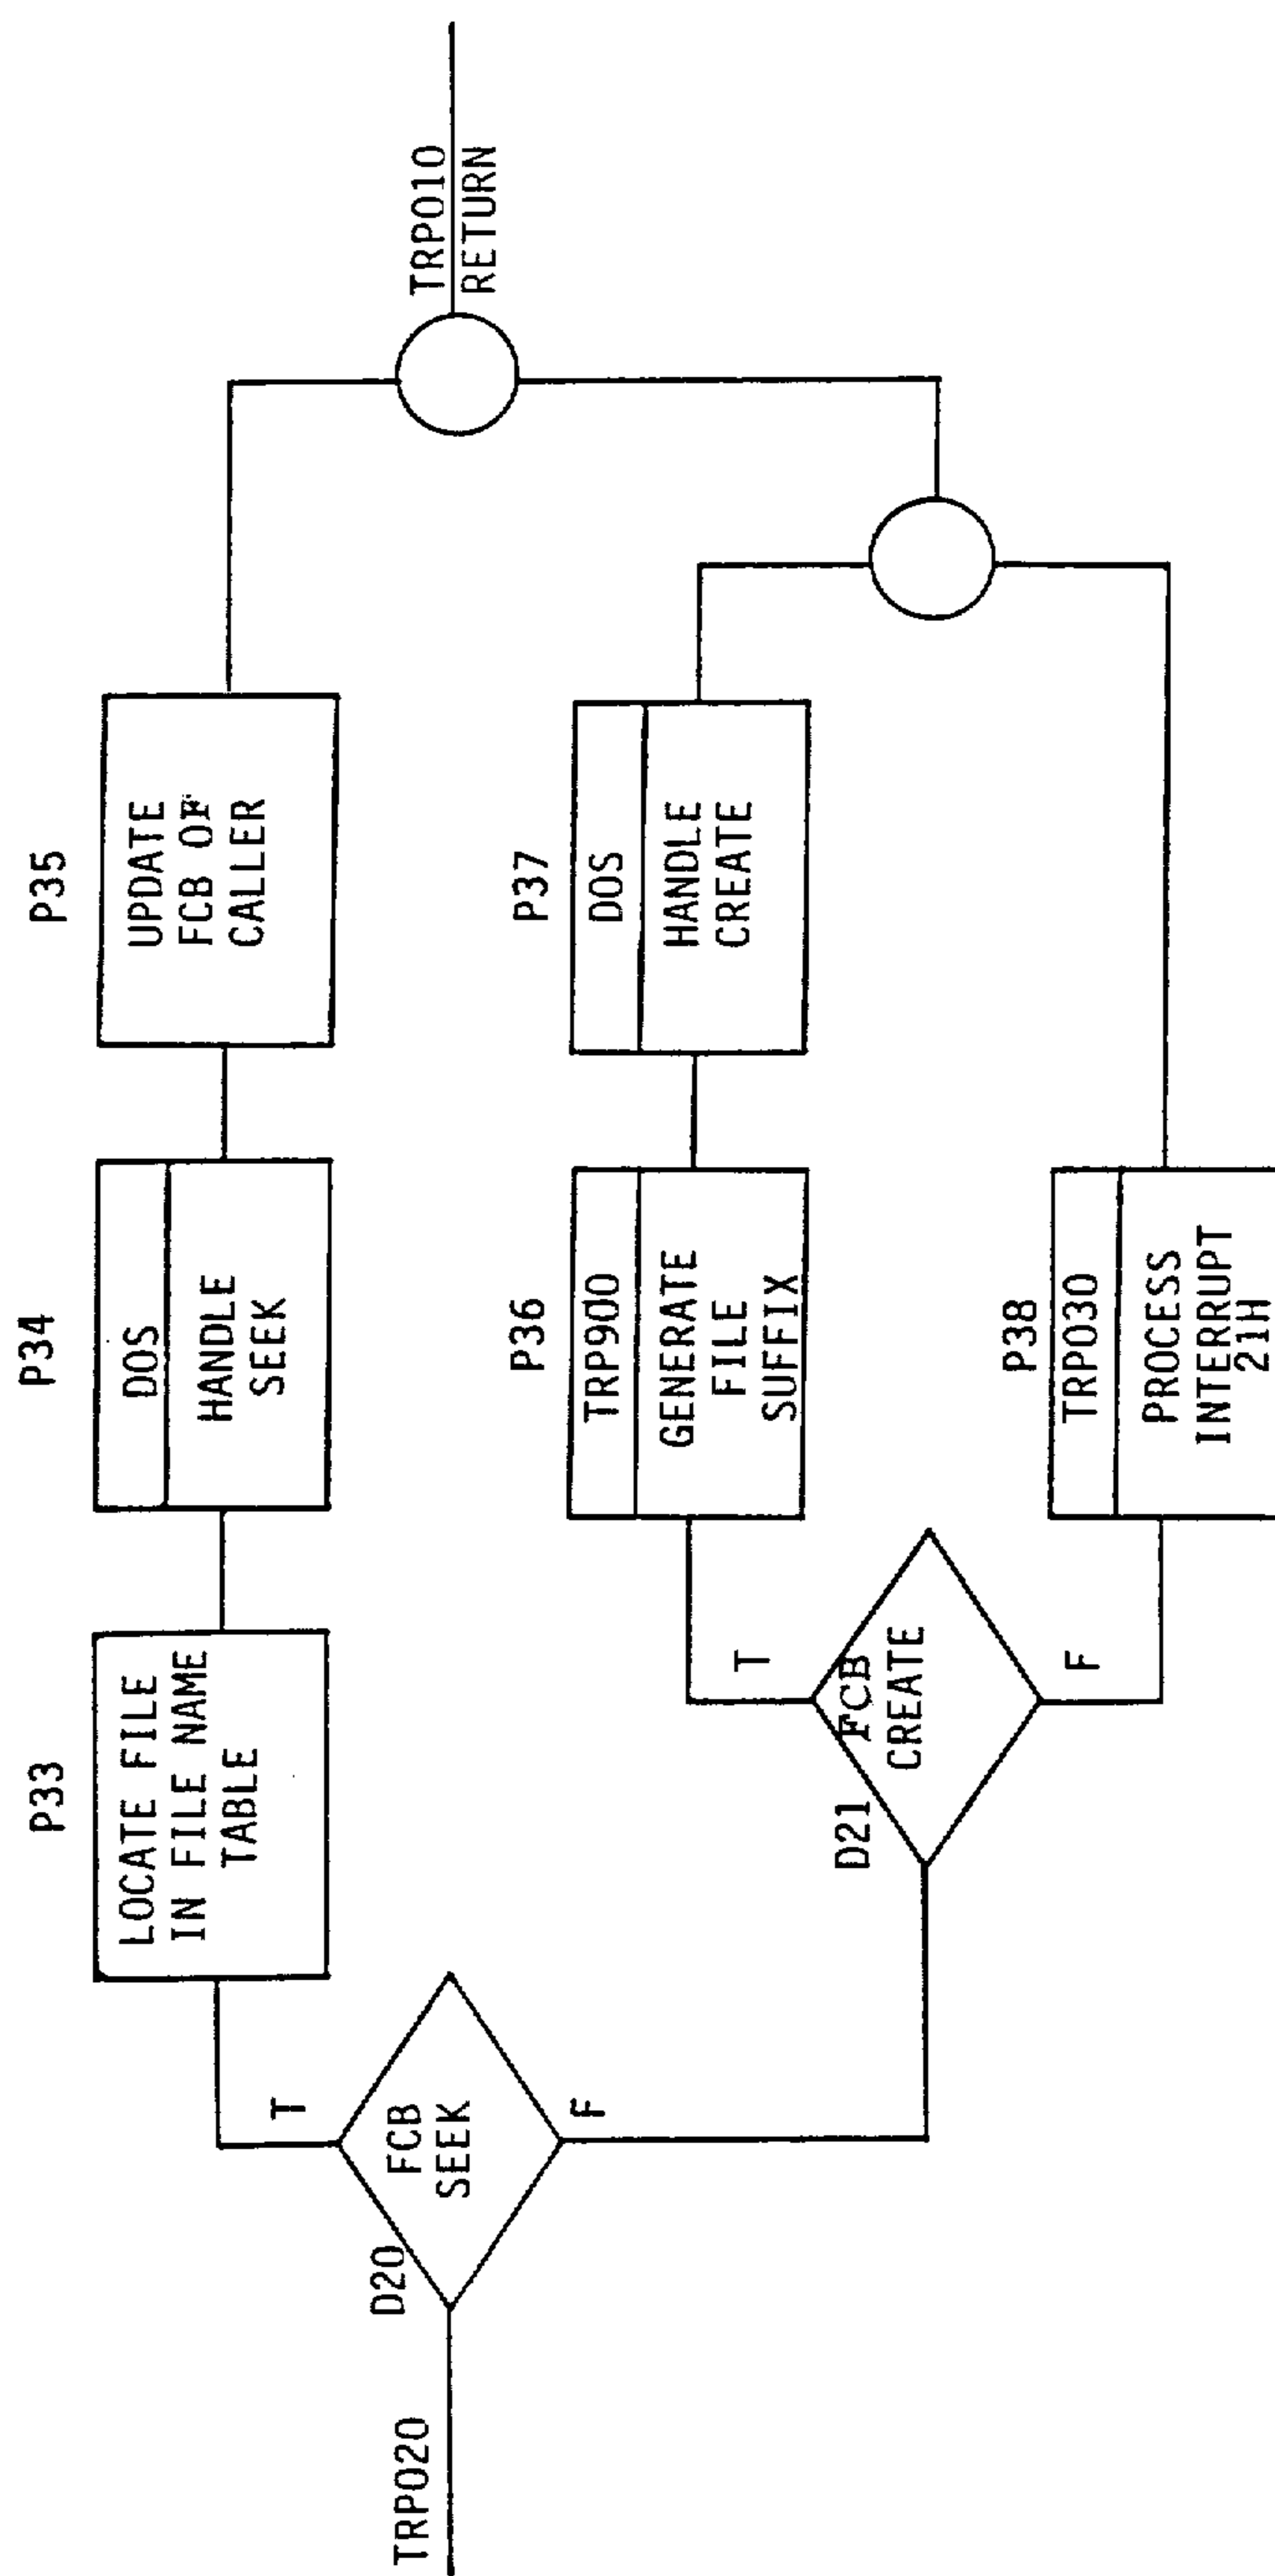 TRP020
D20
FCB
SEEK
T
F
P33
LOCATE FILE
IN FILE NAME
TABLE
P34
DOS
HANDLE
SEEK
P35
UPDATE
FCB OF
CALLER
D21
FCB
CREATE
T
F
P36
TRP900
GENERATE
FILE
SUFFIX
P37
DOS
HANDLE
CREATE
P38
TRP030
PROCESS
INTERRUPT
21H
TRP010
RETURN